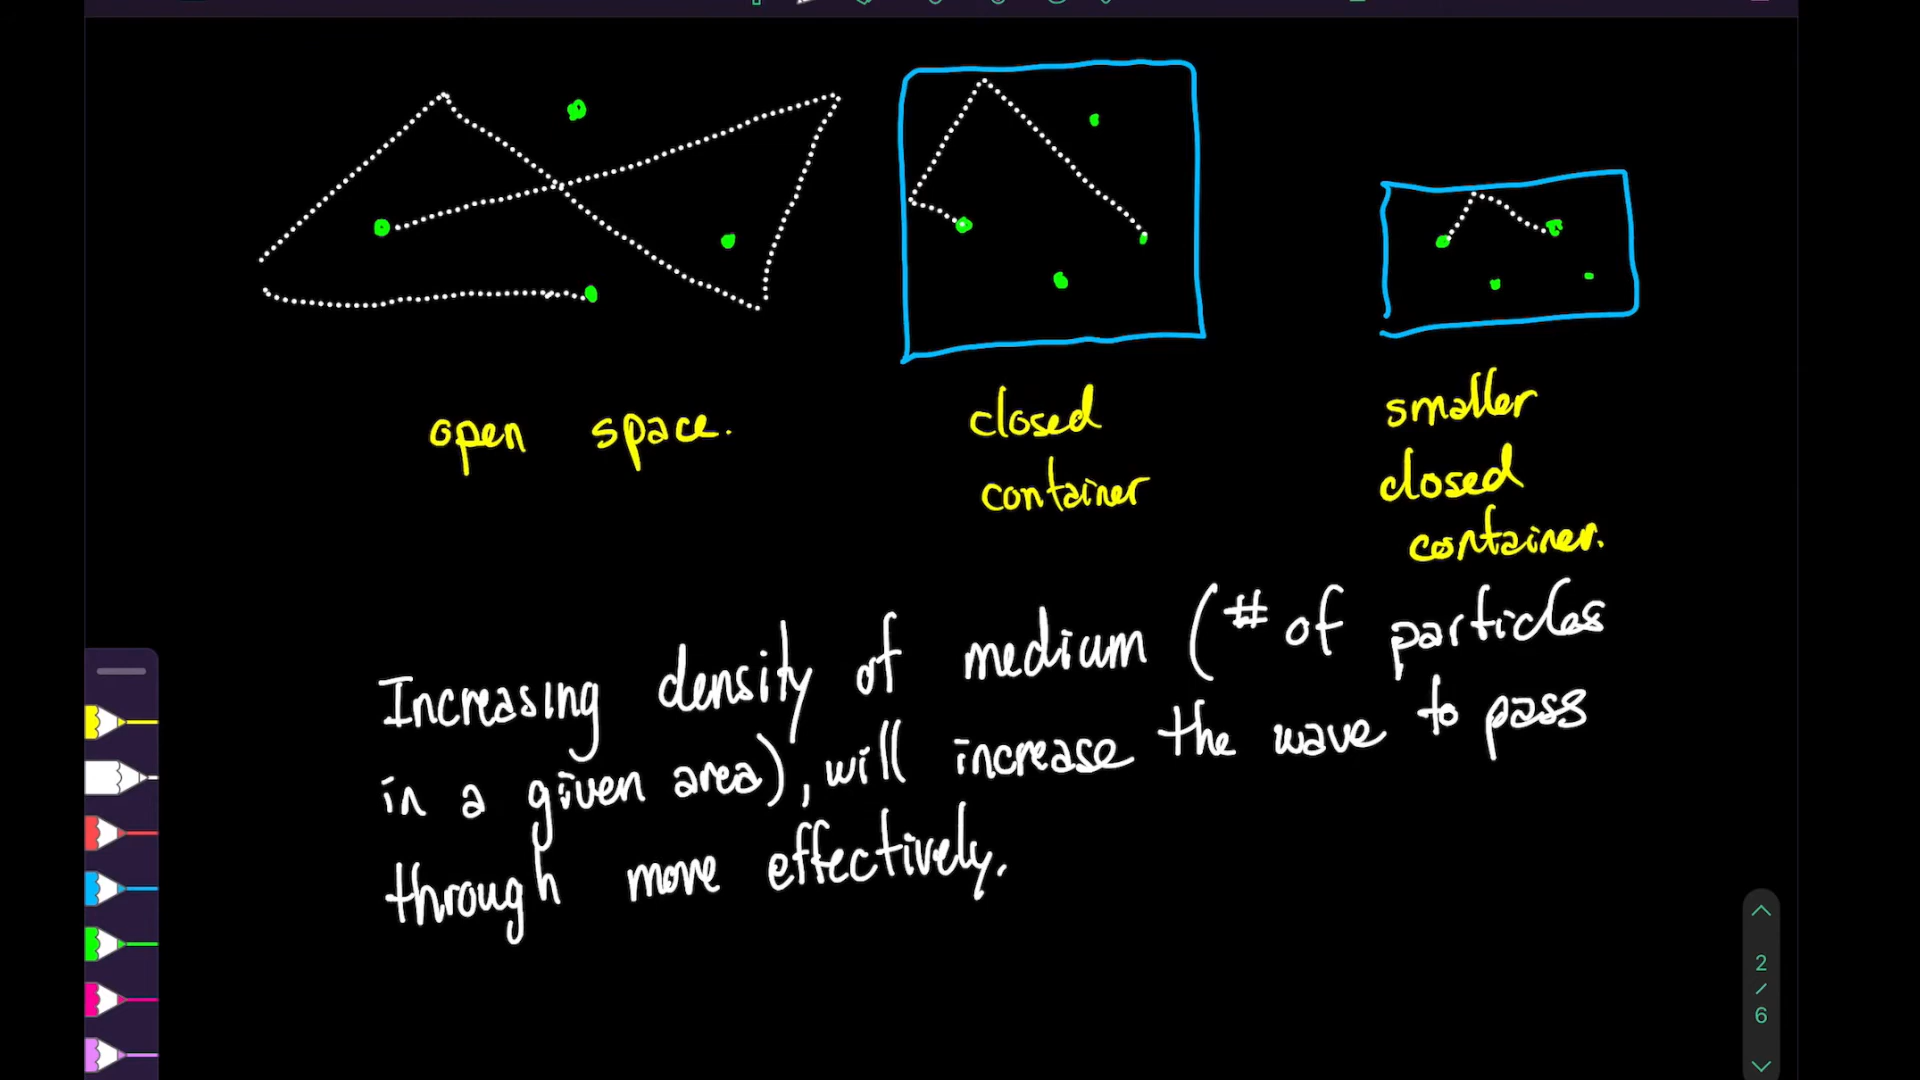 open space.
closed
container
smaller
closed
container.
Increasing density of medium (# of particles
in a given area), will increase the wave to pass
through more effectively.
2
/
6